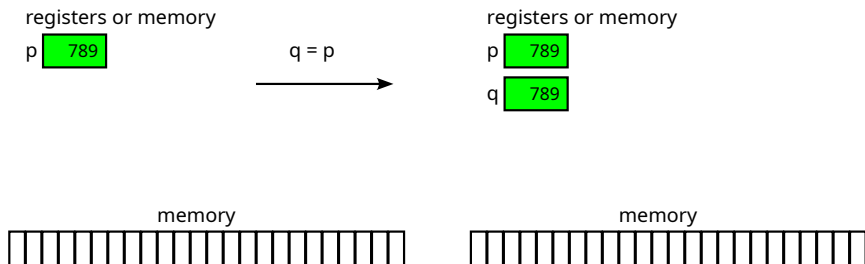 registers or memory
p 789
q = p
registers or memory
p 789
q 789
memory
memory